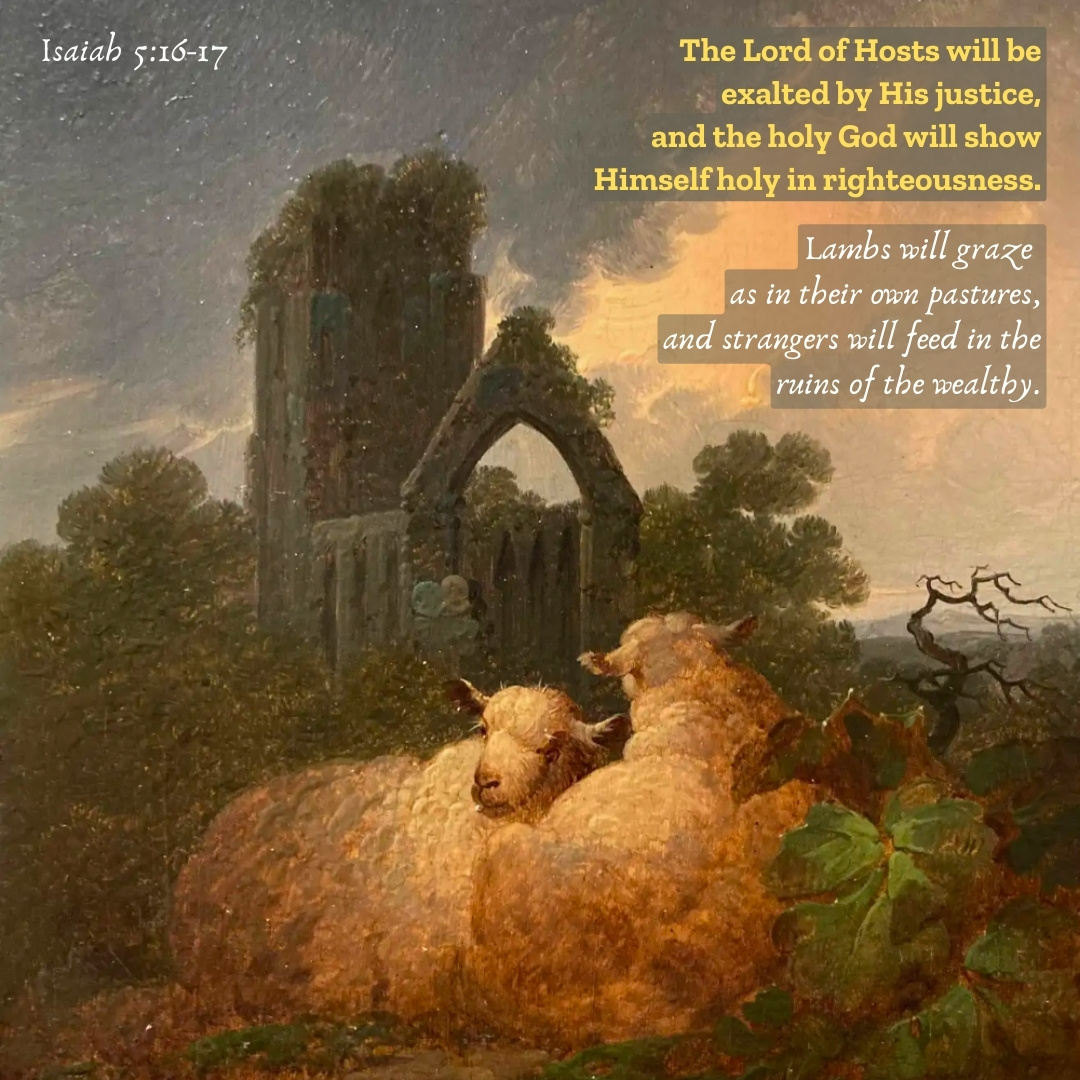 Isaiah 5:16-17
The Lord of Hosts will be
exalted by His justice,
and the holy God will show
Himself holy in righteousness.
Lambs will graze
as in their own pastures,
and strangers will feed in the
ruins of the wealthy.